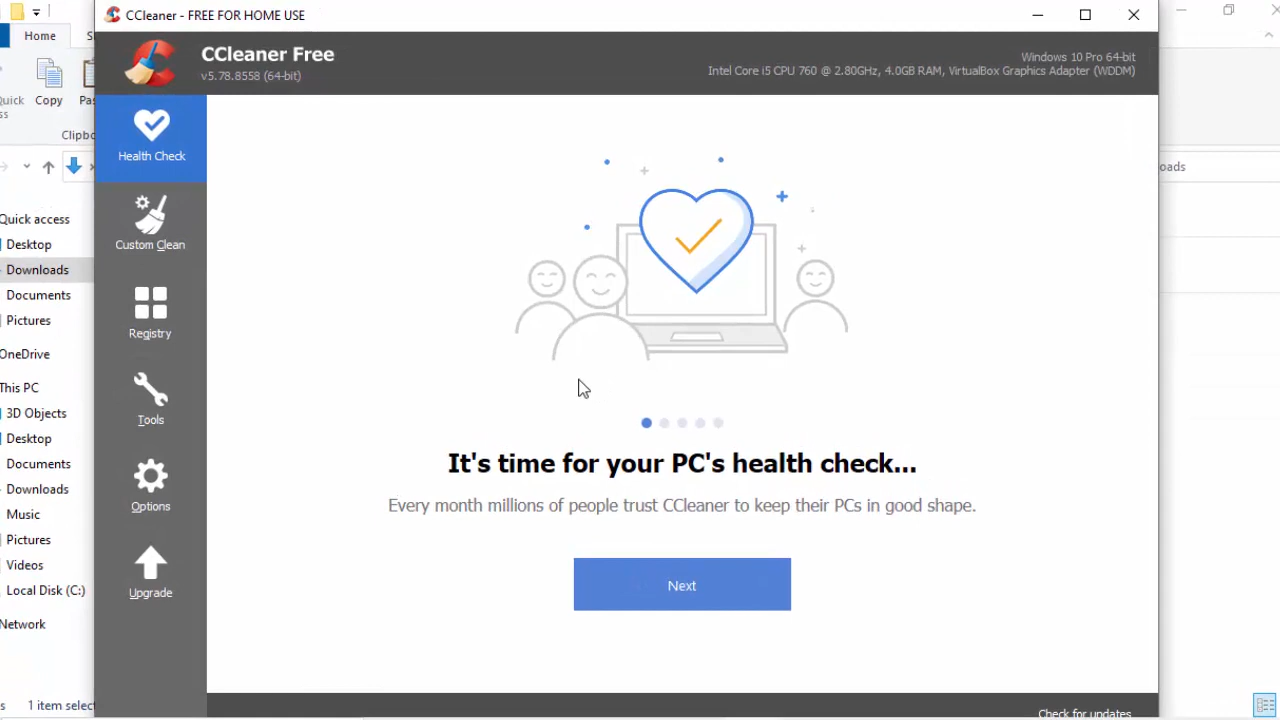 CCleaner - FREE FOR HOME USE
Home
CCleaner Free
v5.78.8558 (64-bit)
Windows 10 Pro 64-bit
Intel Core i5 CPU 760 @ 2.80GHz, 4.0GB RAM, VirtualBox Graphics Adapter (WDDM)
Copy
Health Check
Custom Clean
Registry
Tools
Options
Upgrade
Quick access
Desktop
Downloads
Documents
Pictures
OneDrive
This PC
3D Objects
Desktop
Documents
Downloads
Music
Pictures
Videos
Local Disk (C:)
Network
1 item select
It's time for your PC's health check...
Every month millions of people trust CCleaner to keep their PCs in good shape.
Next
Check for updates